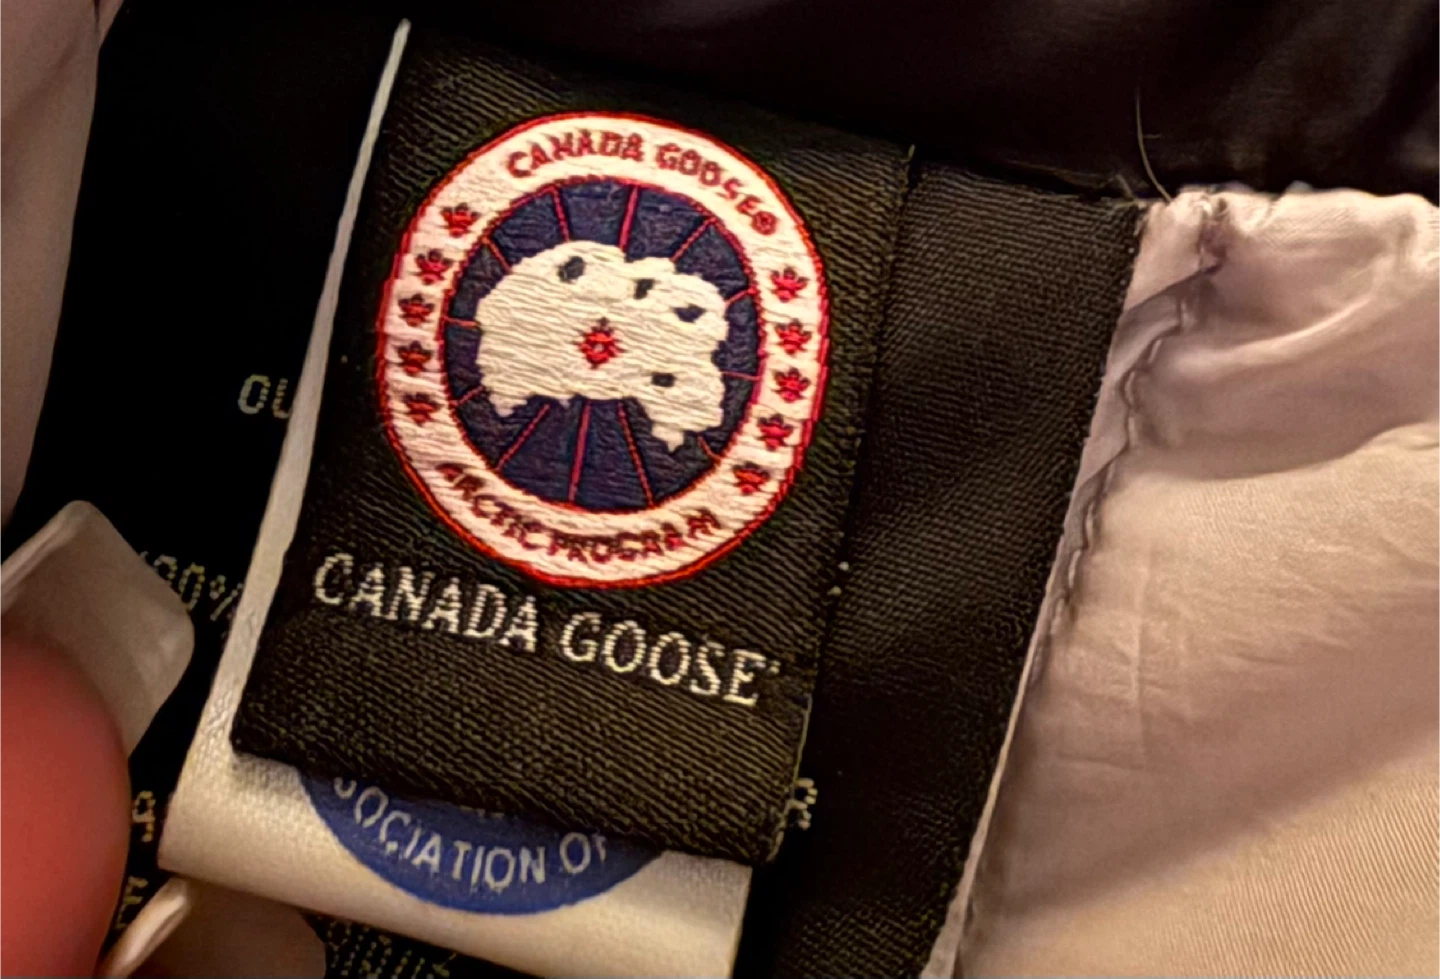 CANADA GOOSE®
ARCTIC PROGRAM
CANADA GOOSE
OCIATION OF